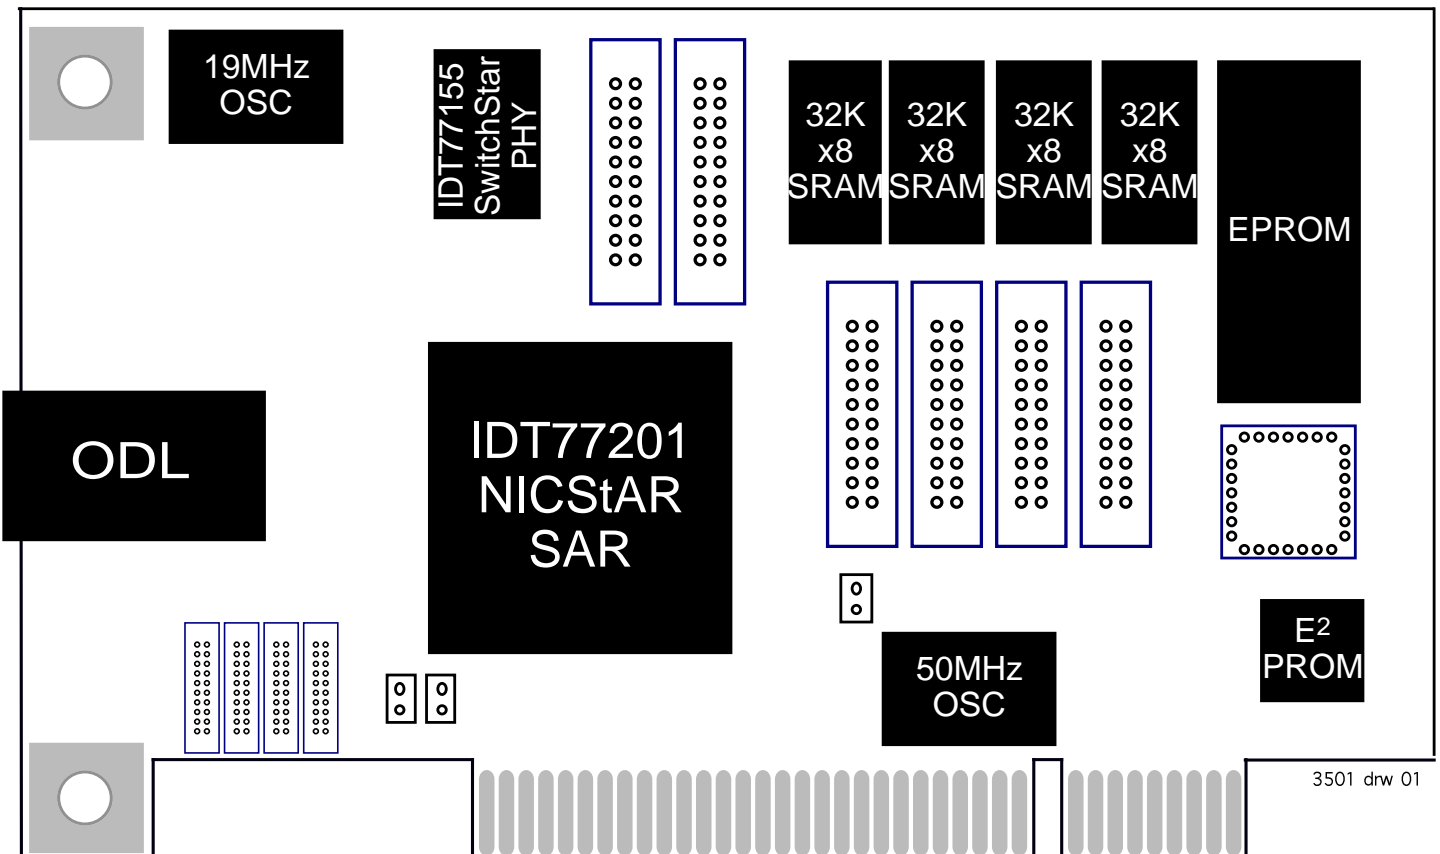 19MHz
OSC
IDT77155
SwitchStar
PHY
32K
x8
SRAM
32K
x8
SRAM
32K
x8
SRAM
32K
x8
SRAM
EPROM
ODL
IDT77201
NICStAR
SAR
50MHz
OSC
E2
PROM
3501 drw 01